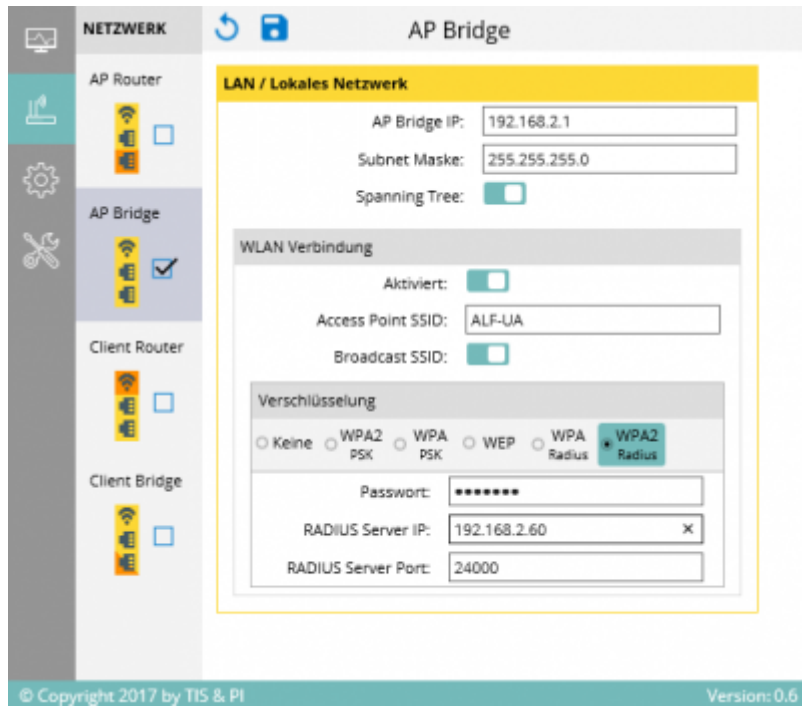 NETZWERK
AP Bridge
AP Router
AP Bridge
Client Router
Client Bridge
LAN / Lokales Netzwerk
AP Bridge IP: 192.168.2.1
Subnet Maske: 255.255.255.0
Spanning Tree:
WLAN Verbindung
Aktiviert:
Access Point SSID: ALF-UA
Broadcast SSID:
Verschlüsselung
Keine WPA2 PSK WPA PSK WEP WPA Radius WPA2 Radius
Passwort: •••••••
RADIUS Server IP: 192.168.2.60 ×
RADIUS Server Port: 24000
© Copyright 2017 by TIS & PI Version: 0.6